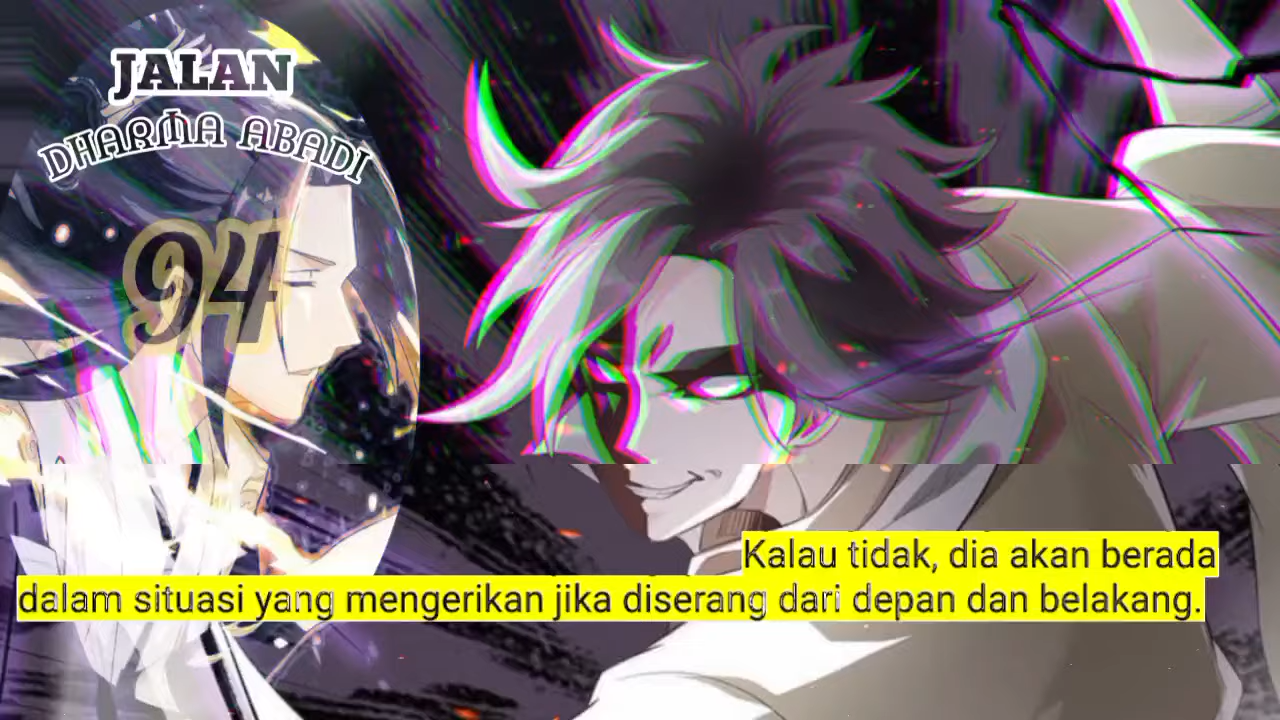 JALAN
DHARMA ABADI
94
Kalau tidak, dia akan berada
dalam situasi yang mengerikan jika diserang dari depan dan belakang.